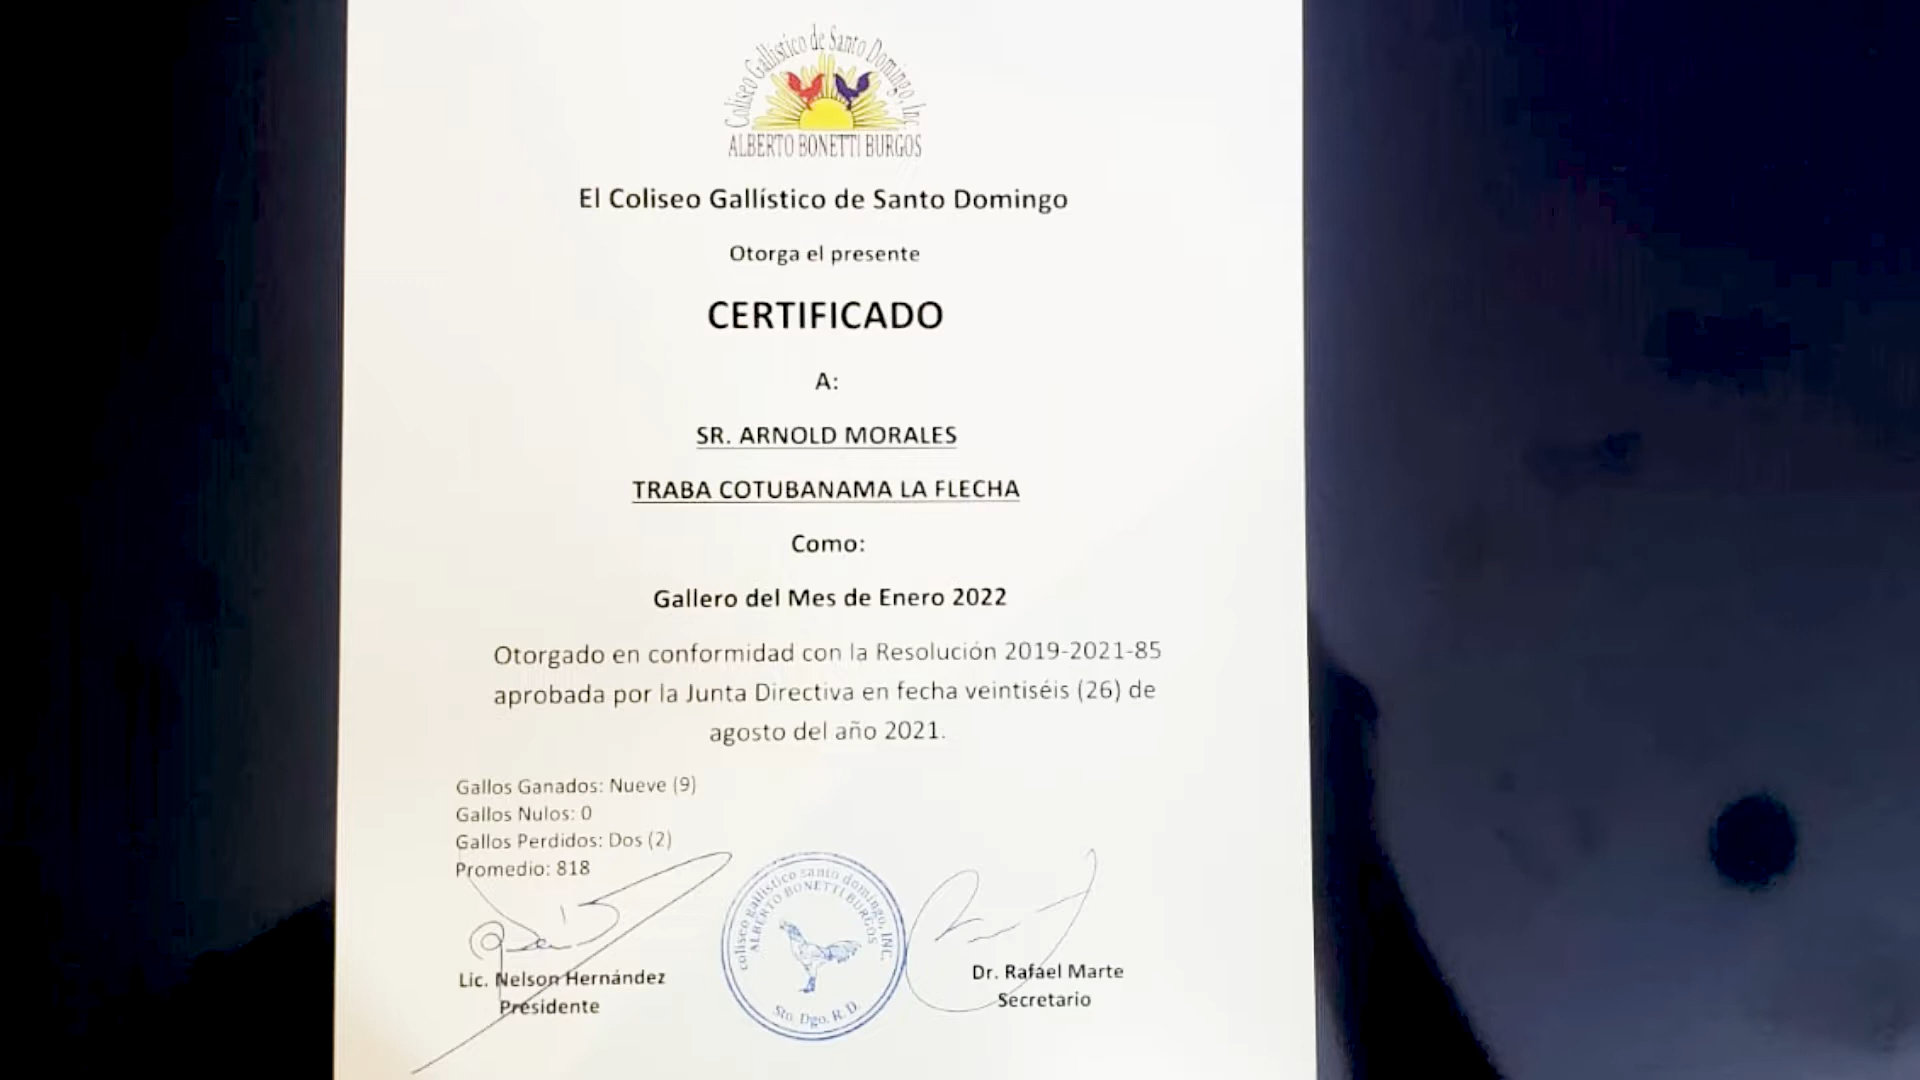 Coliseo Gallístico de Santo Domingo, Inc.
ALBERTO BONETTI BURGOS
El Coliseo Gallístico de Santo Domingo
Otorga el presente
CERTIFICADO
A:
SR. ARNOLD MORALES
TRABA COTUBANAMA LA FLECHA
Como:
Gallero del Mes de Enero 2022
Otorgado en conformidad con la Resolución 2019-2021-85
aprobada por la Junta Directiva en fecha veintiséis (26) de
agosto del año 2021.
Gallos Ganados: Nueve (9)
Gallos Nulos: 0
Gallos Perdidos: Dos (2)
Promedio: 818
coliseo gallistico santo domingo, INC.
ALBERTO BONETTI BURGOS
Sto. Dgo. R. D.
Lic. Nelson Hernández
Presidente
Dr. Rafael Marte
Secretario